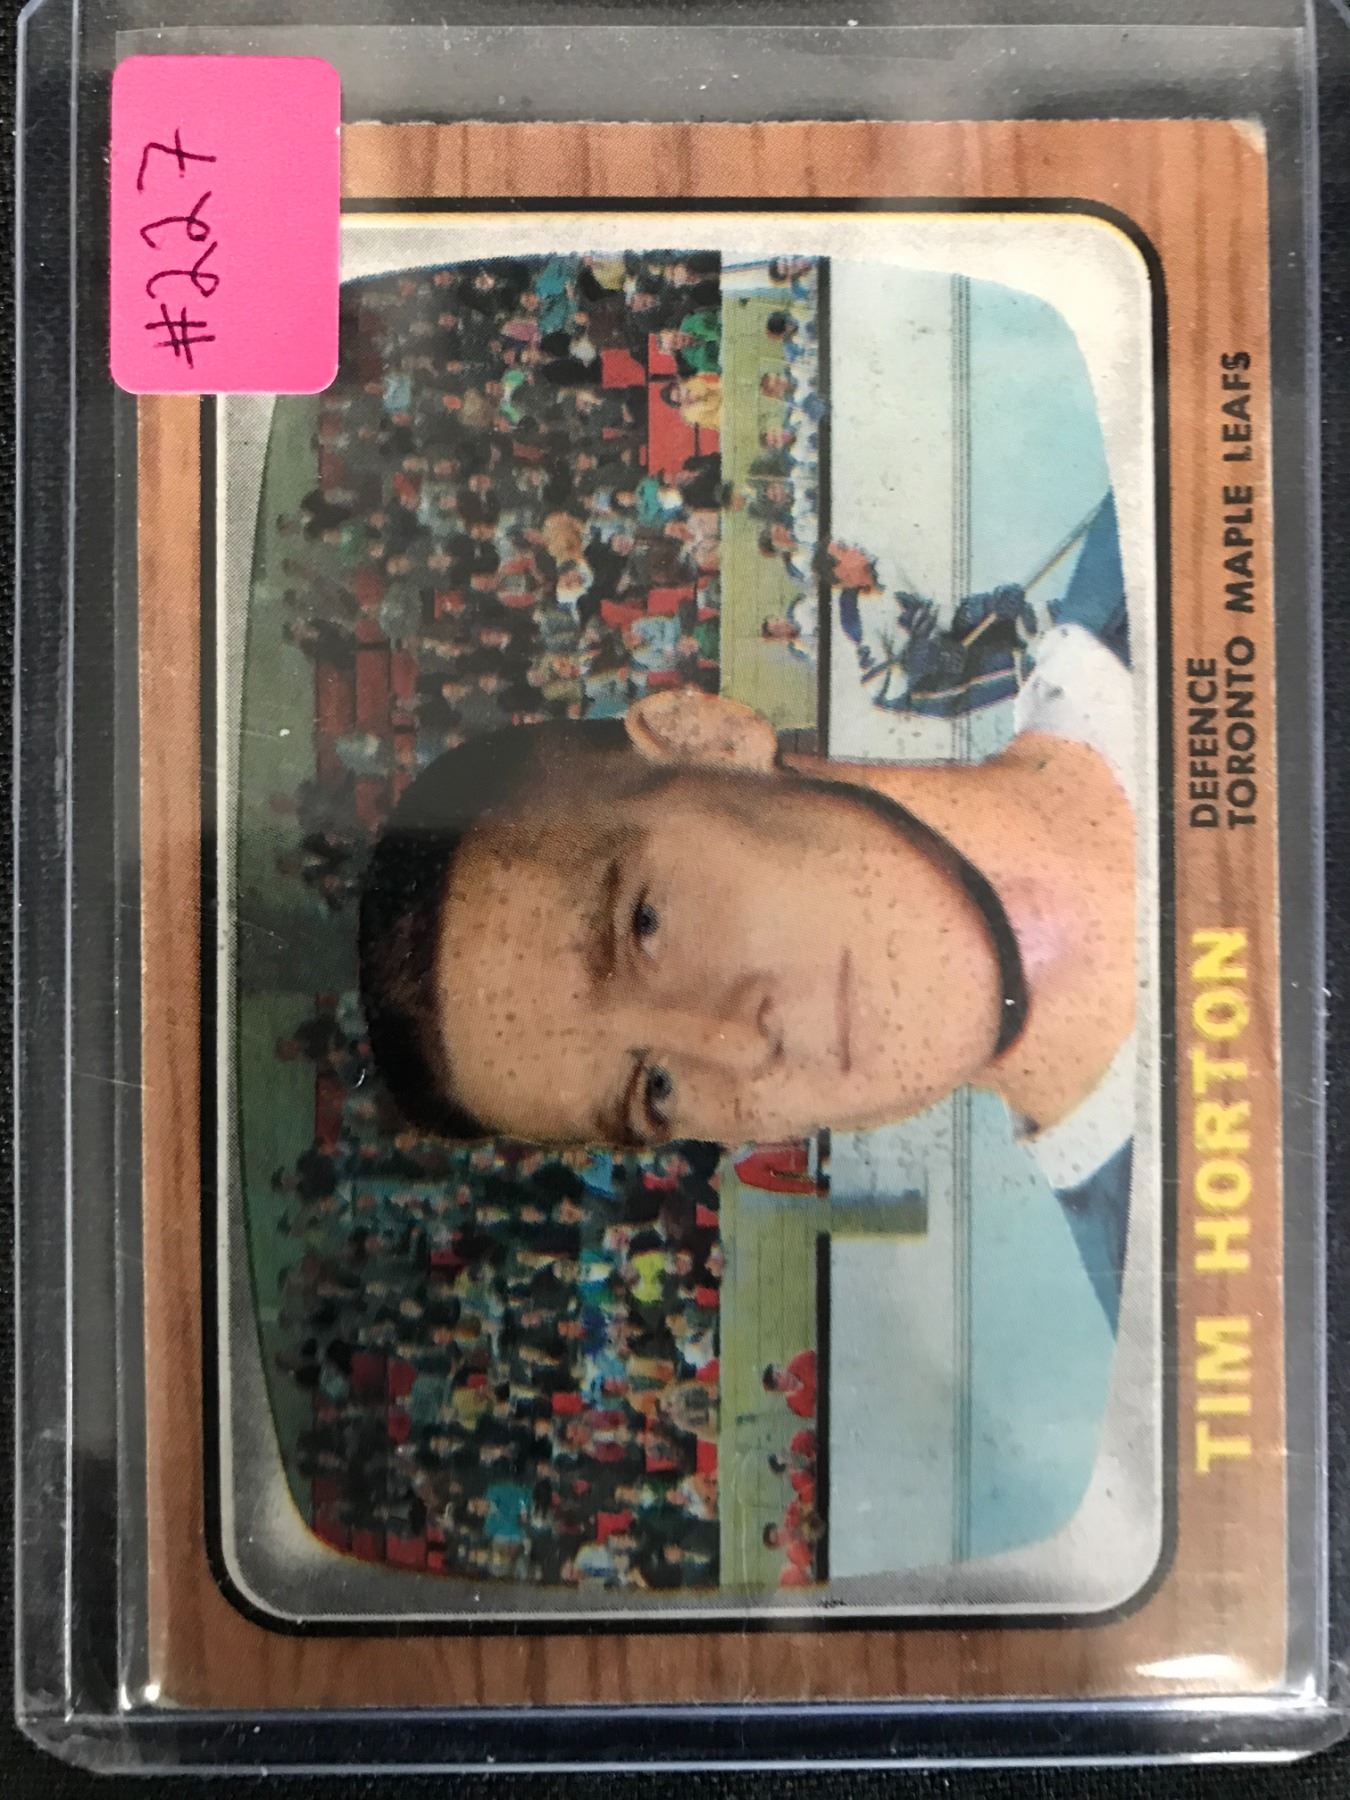 #227
TIM HORTON
DEFENCE
TORONTO MAPLE LEAFS